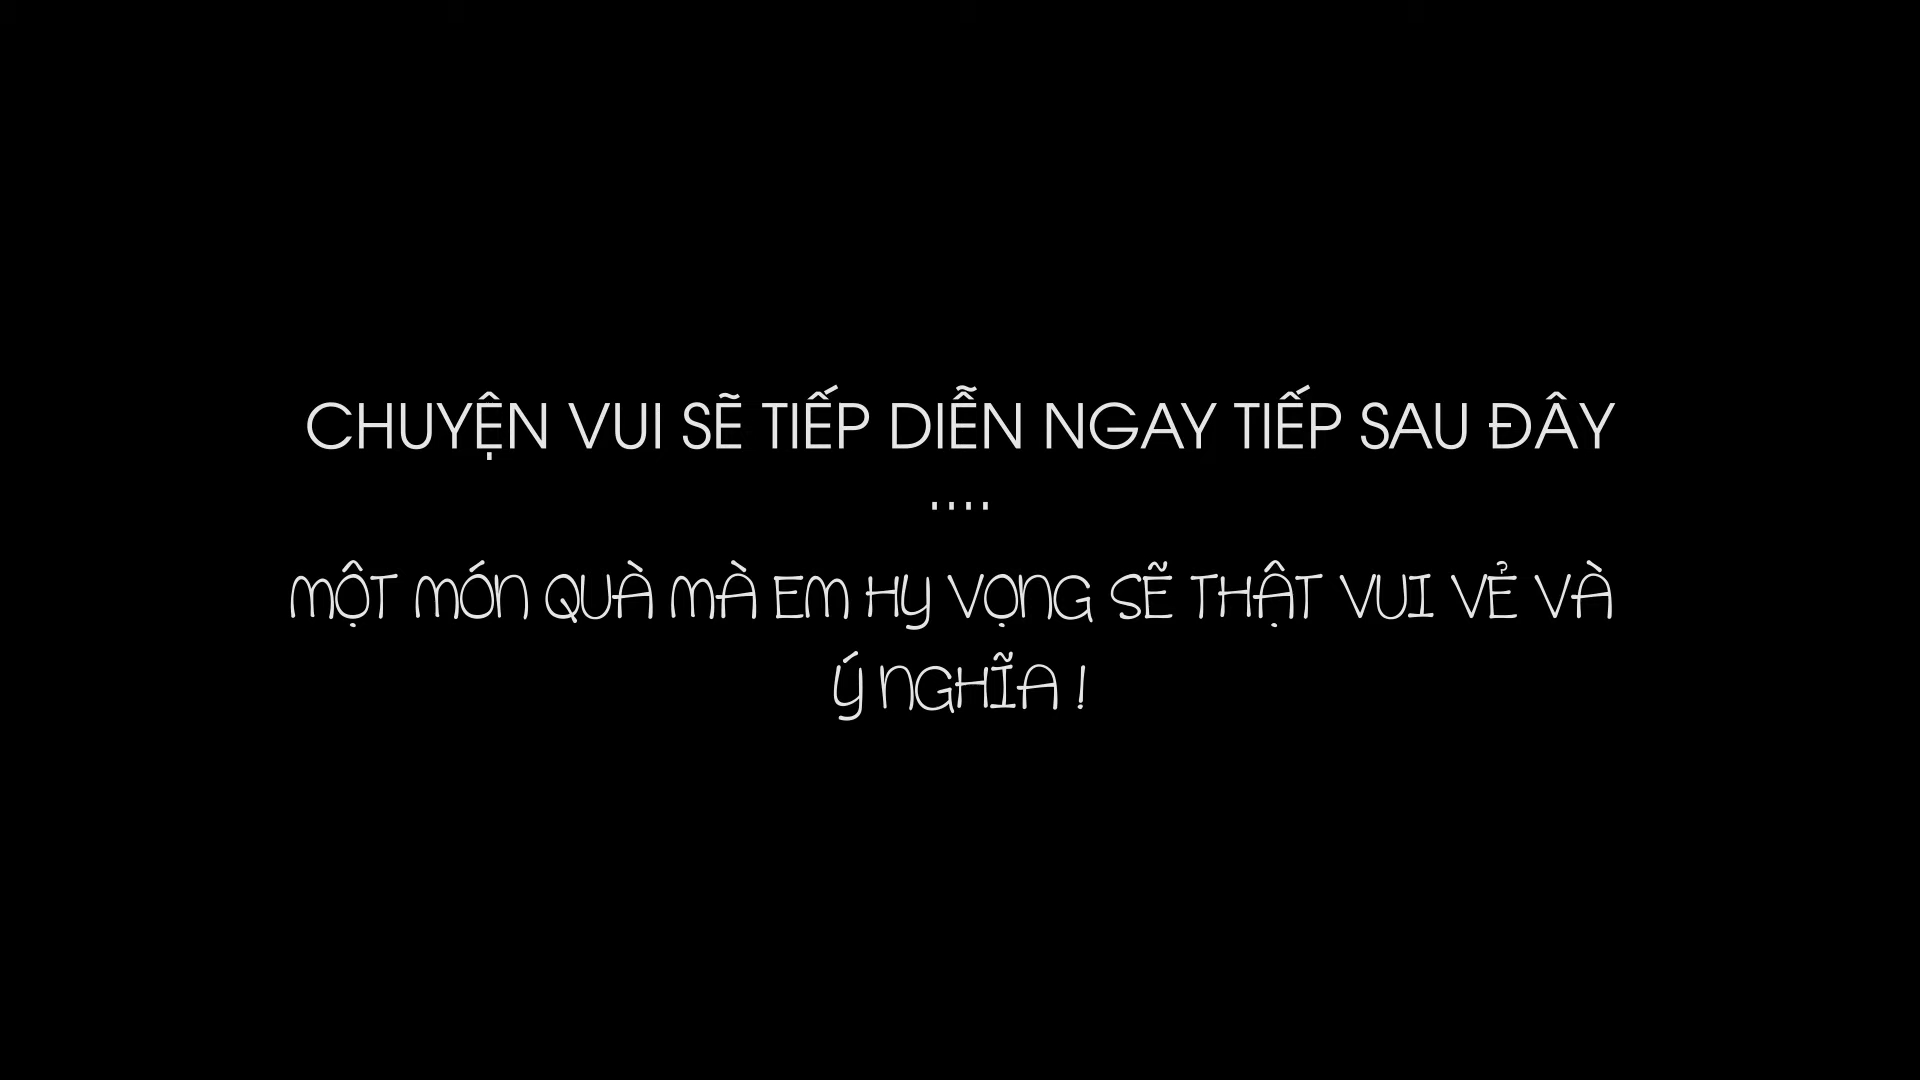 CHUYỆN VUI SẼ TIẾP DIỄN NGAY TIẾP SAU ĐÂY
....
MỘT MÓN QUÀ MÀ EM HY VỌNG SẼ THẬT VUI VẺ VÀ
Ý NGHĨA !